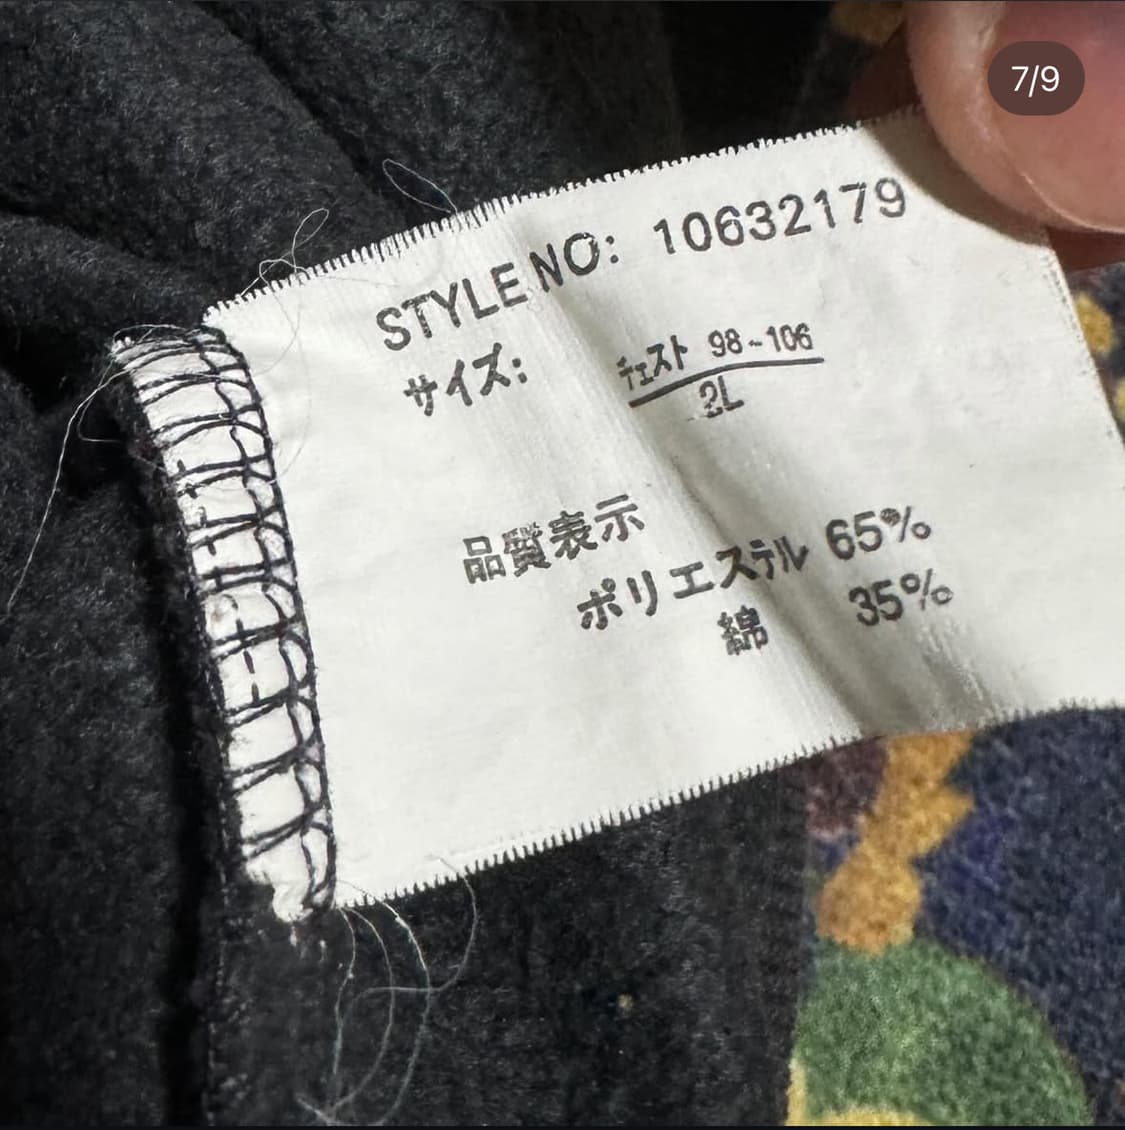 7/9
STYLE NO: 10632179
サイズ: チェスト 98-106
2L
品質表示
ポリエステル 65%
綿 35%